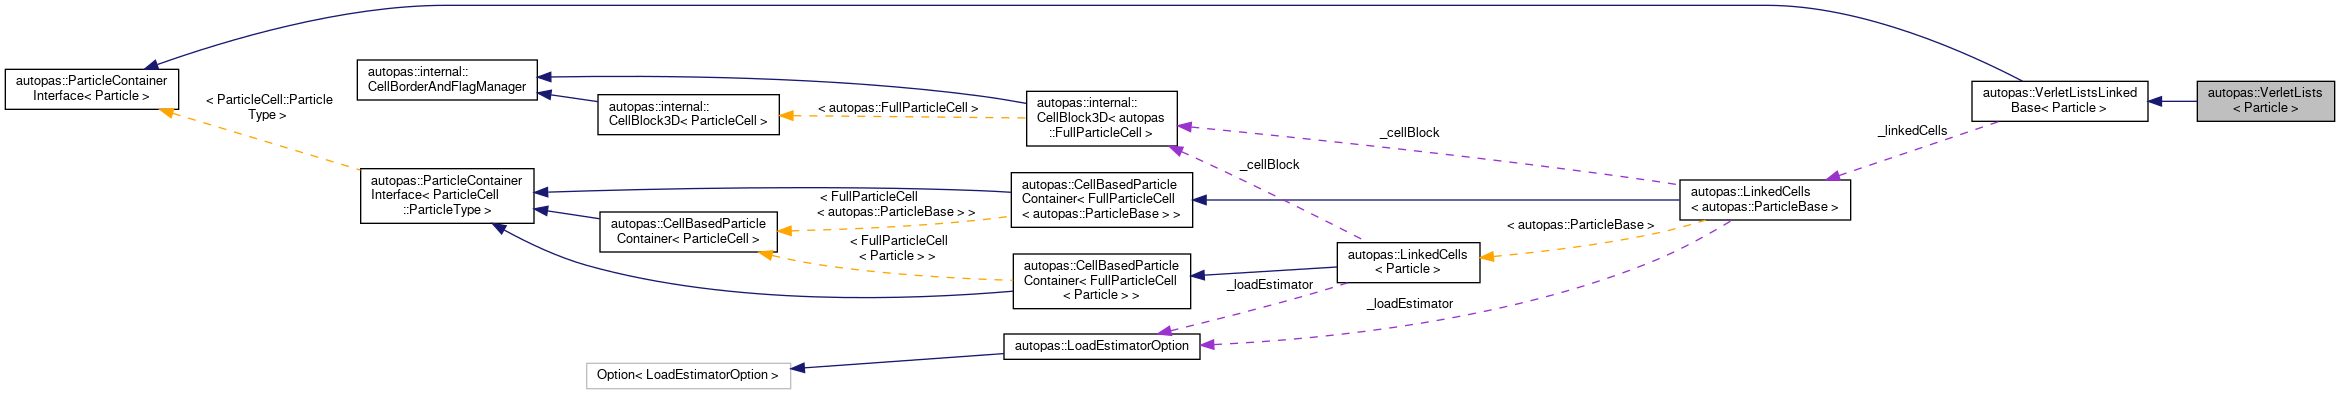 autopas::ParticleContainer
Interface< Particle >
< ParticleCell::Particle
Type >
autopas::internal::
CellBorderAndFlagManager
autopas::ParticleContainer
Interface< ParticleCell
::ParticleType >
autopas::internal::
CellBlock3D< ParticleCell >
autopas::CellBasedParticle
Container< ParticleCell >
Option< LoadEstimatorOption >
< autopas::FullParticleCell >
< FullParticleCell
< autopas::ParticleBase > >
< FullParticleCell
< Particle > >
autopas::internal::
CellBlock3D< autopas
::FullParticleCell >
autopas::CellBasedParticle
Container< FullParticleCell
< autopas::ParticleBase > >
autopas::CellBasedParticle
Container< FullParticleCell
< Particle > >
autopas::LoadEstimatorOption
_cellBlock
_cellBlock
_loadEstimator
_loadEstimator
autopas::LinkedCells
< Particle >
< autopas::ParticleBase >
autopas::LinkedCells
< autopas::ParticleBase >
_linkedCells
autopas::VerletListsLinked
Base< Particle >
autopas::VerletLists
< Particle >